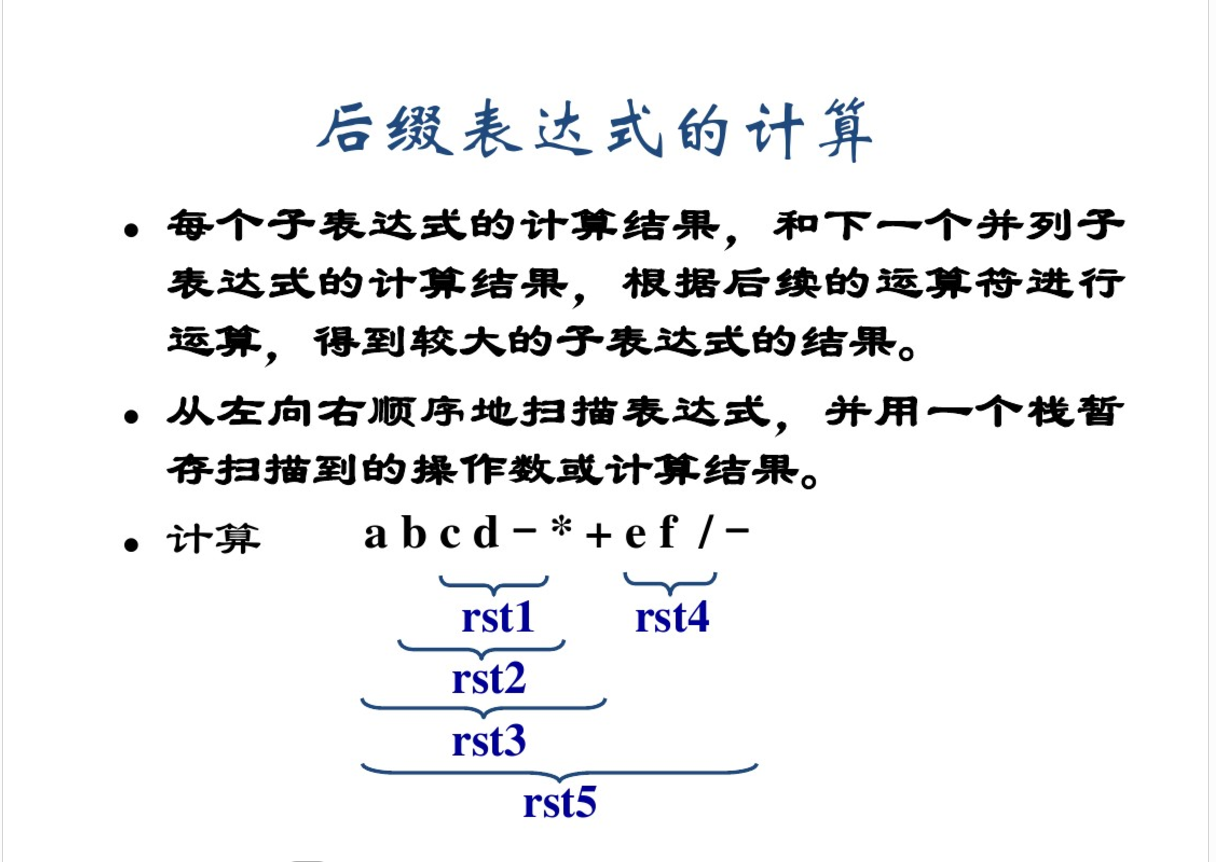 后缀表达式的计算
• 每个子表达式的计算结果，和下一个并列子
表达式的计算结果，根据后续的运算符进行
运算，得到较大的子表达式的结果。
• 从左向右顺序地扫描表达式，并用一个栈暂
存扫描到的操作数或计算结果。
• 计算 a b c d − * + e f / −
rst1 rst4
rst2
rst3
rst5